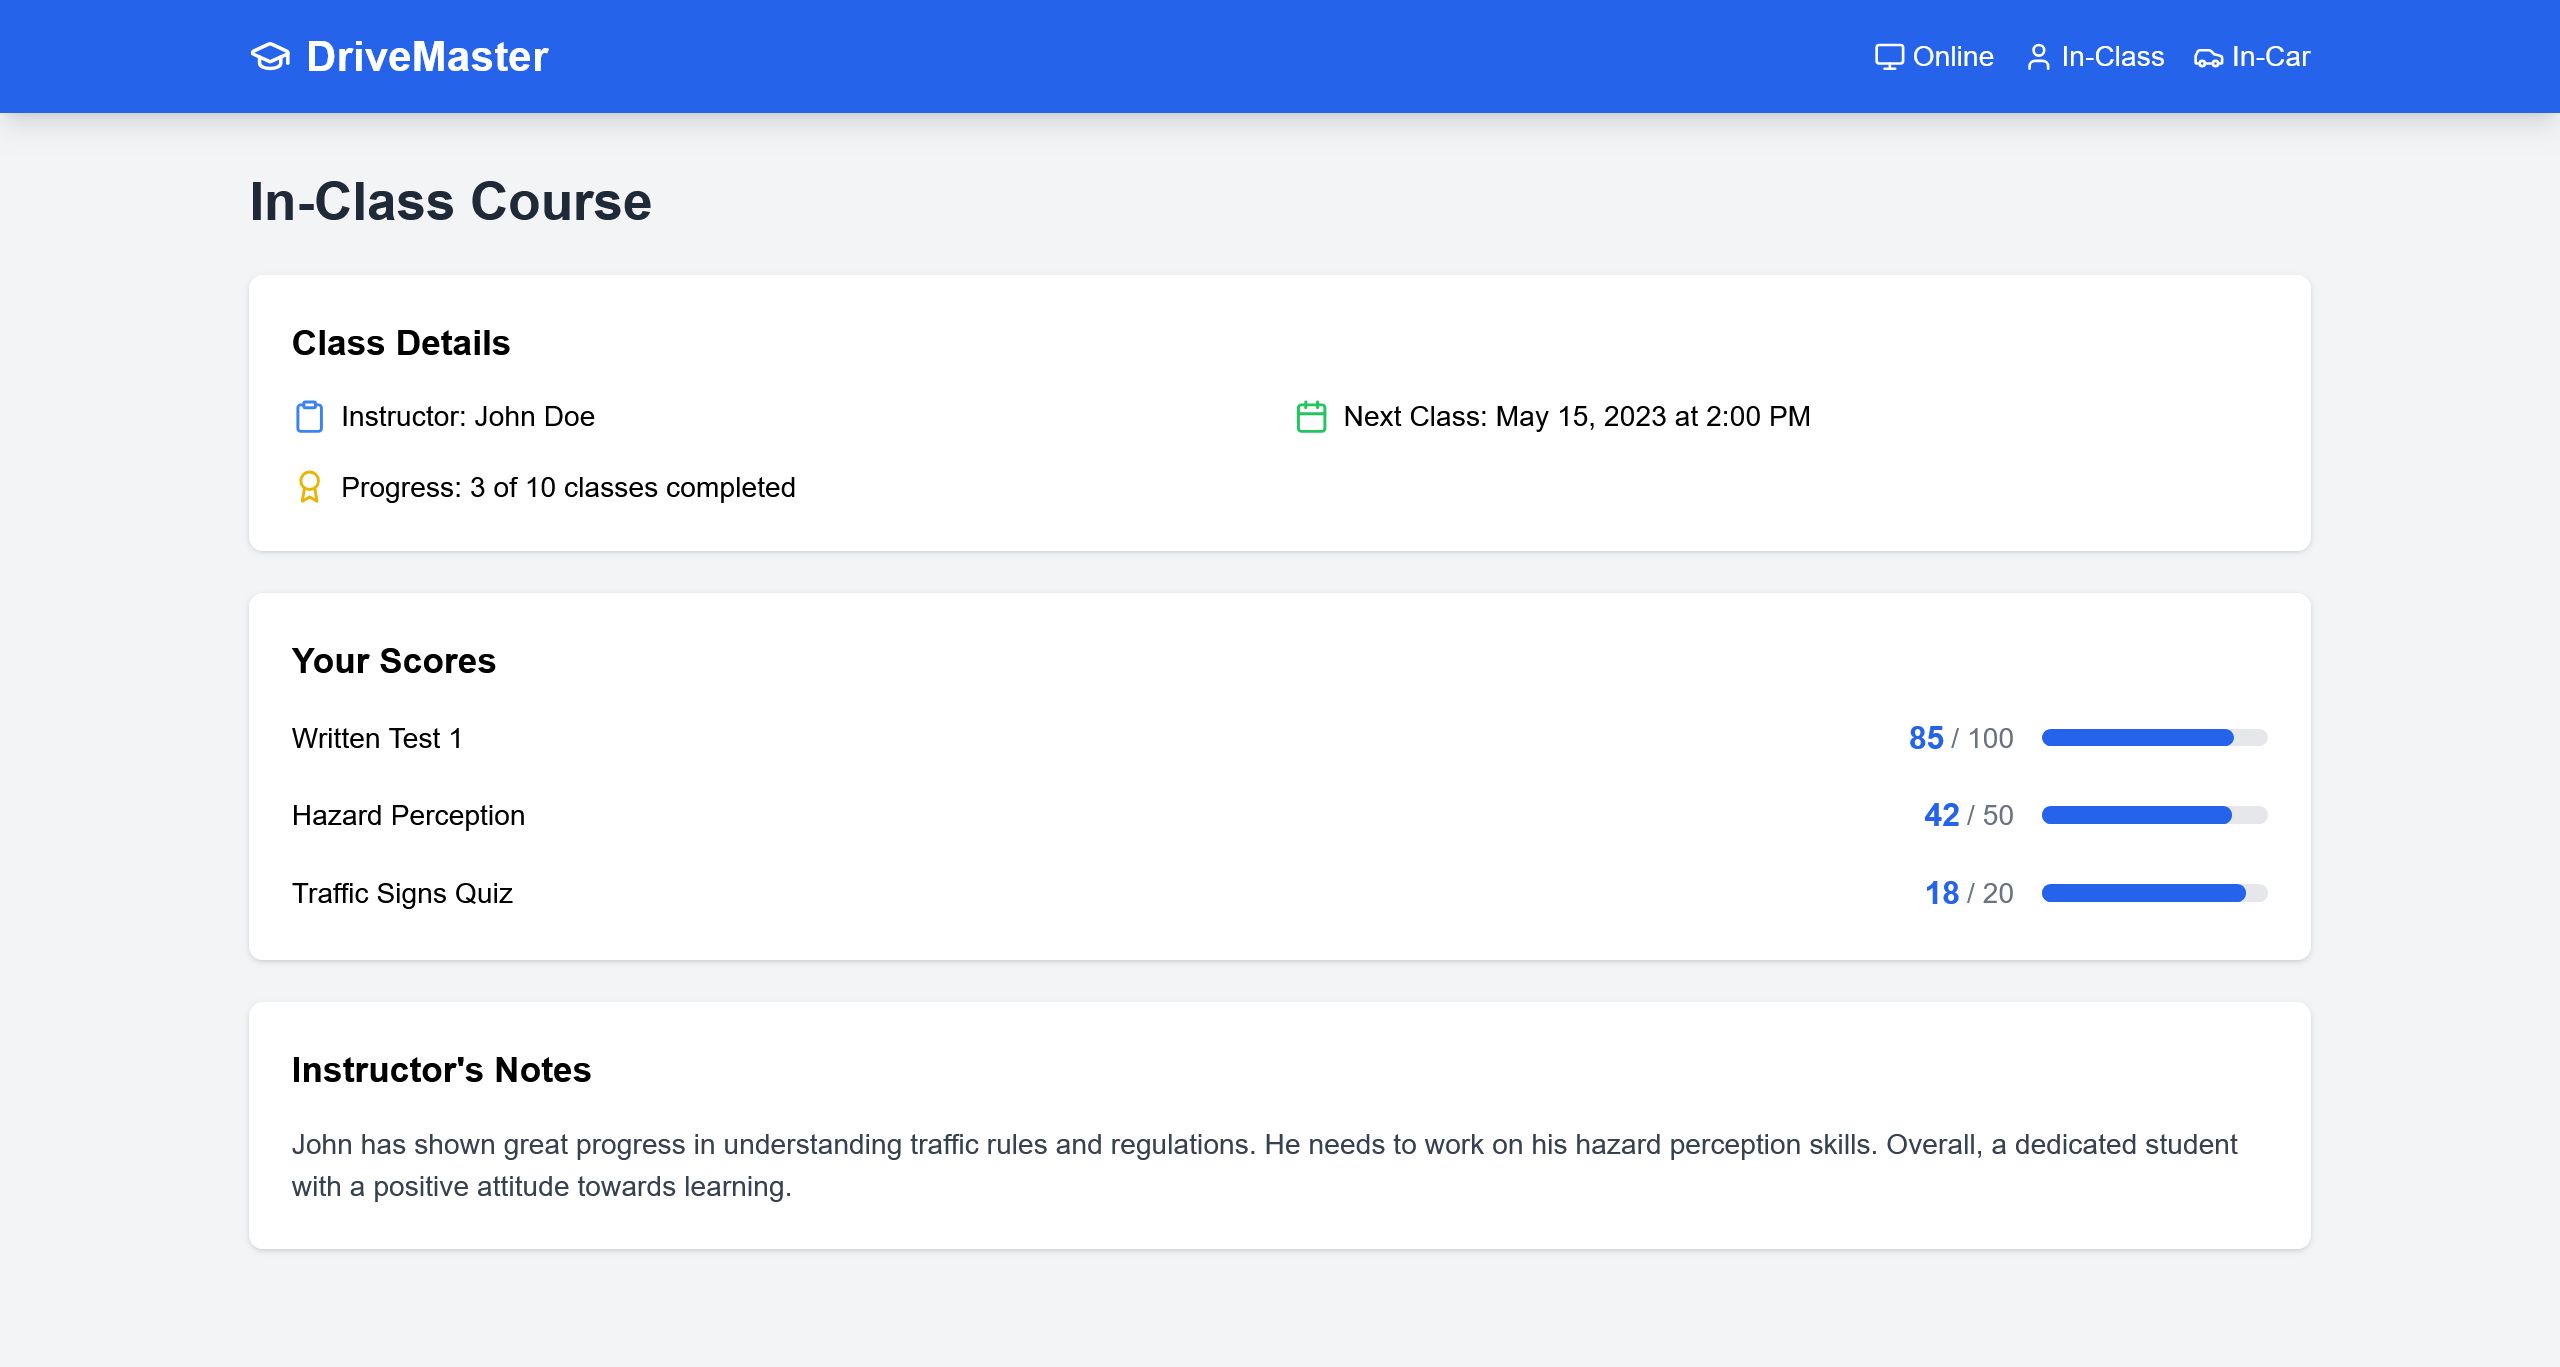 DriveMaster
Online
In-Class
In-Car
In-Class Course
Class Details
Instructor: John Doe
Next Class: May 15, 2023 at 2:00 PM
Progress: 3 of 10 classes completed
Your Scores
Written Test 1
85 / 100
Hazard Perception
42 / 50
Traffic Signs Quiz
18 / 20
Instructor's Notes
John has shown great progress in understanding traffic rules and regulations. He needs to work on his hazard perception skills. Overall, a dedicated student
with a positive attitude towards learning.